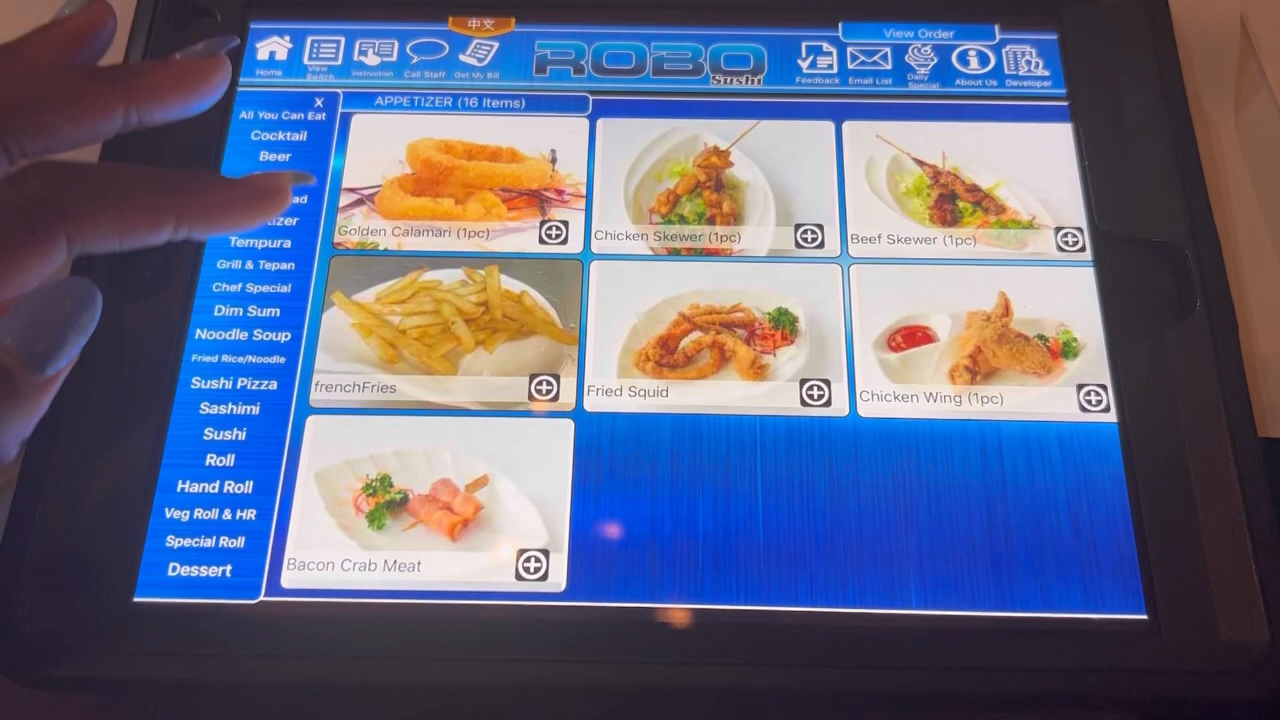 中文
View Order
Home
View Switch
Instruction
Call Staff
Get My Bill
ROBO
Sushi
Feedback
Email List
Daily Special
About Us
Developer
X
APPETIZER (16 Items)
All You Can Eat
Cocktail
Beer
Tempura
Grill & Tepan
Chef Special
Dim Sum
Noodle Soup
Fried Rice/Noodle
Sushi Pizza
Sashimi
Sushi
Roll
Hand Roll
Veg Roll & HR
Special Roll
Dessert
Golden Calamari (1pc)
Chicken Skewer (1pc)
Beef Skewer (1pc)
frenchFries
Fried Squid
Chicken Wing (1pc)
Bacon Crab Meat